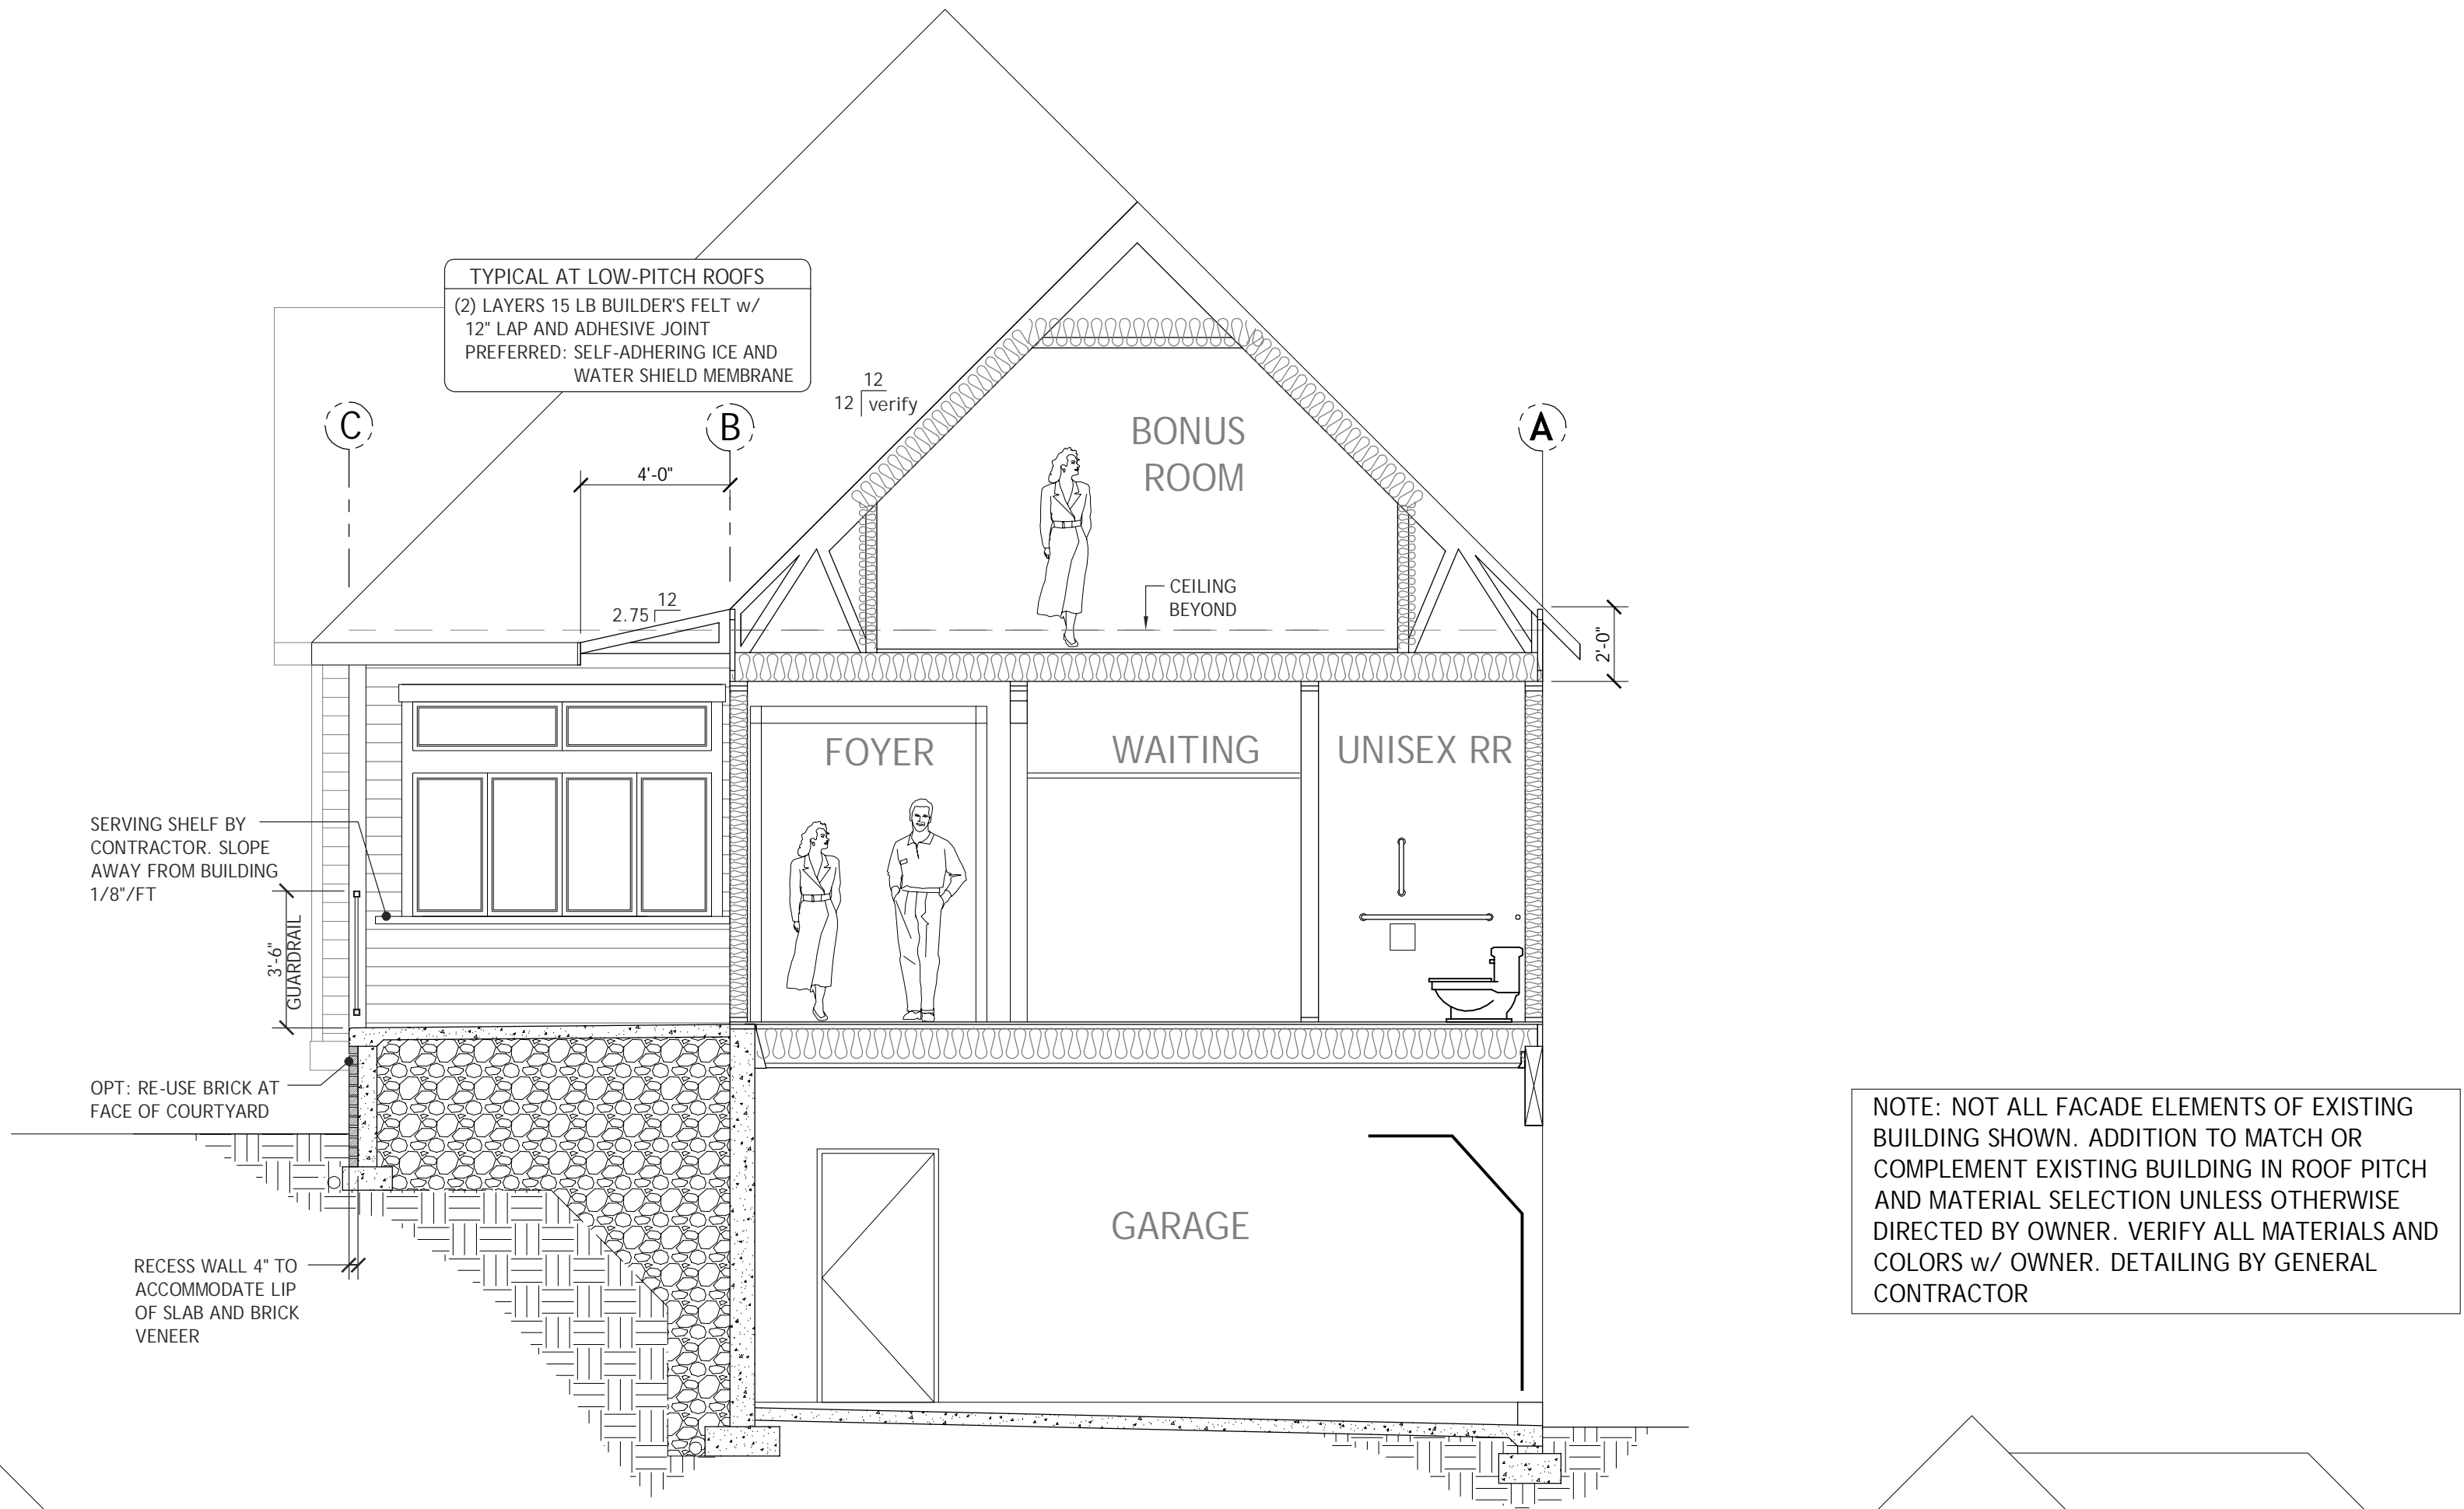 TYPICAL AT LOW-PITCH ROOFS
(2) LAYERS 15 LB BUILDER'S FELT w/
12" LAP AND ADHESIVE JOINT
PREFERRED: SELF-ADHERING ICE AND
WATER SHIELD MEMBRANE
12
12 verify
C
B
A
BONUS
ROOM
4'-0"
CEILING
BEYOND
12
2.75
2'-0"
FOYER
WAITING
UNISEX RR
SERVING SHELF BY
CONTRACTOR. SLOPE
AWAY FROM BUILDING
1/8"/FT
3'-6"
GUARDRAIL
OPT: RE-USE BRICK AT
FACE OF COURTYARD
RECESS WALL 4" TO
ACCOMMODATE LIP
OF SLAB AND BRICK
VENEER
GARAGE
NOTE: NOT ALL FACADE ELEMENTS OF EXISTING
BUILDING SHOWN. ADDITION TO MATCH OR
COMPLEMENT EXISTING BUILDING IN ROOF PITCH
AND MATERIAL SELECTION UNLESS OTHERWISE
DIRECTED BY OWNER. VERIFY ALL MATERIALS AND
COLORS w/ OWNER. DETAILING BY GENERAL
CONTRACTOR